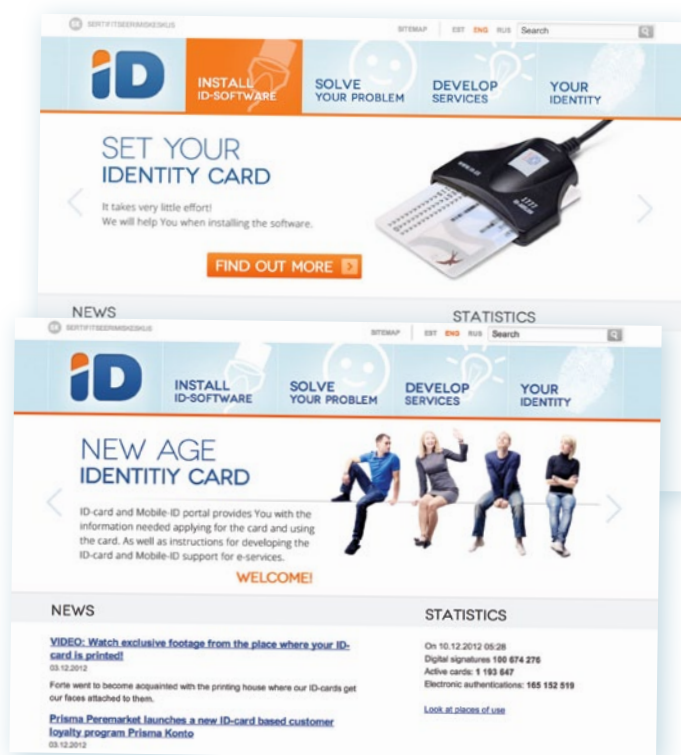 SERTIFITSEERIMISKESKUS
SITEMAP EST ENG RUS Search
iD
INSTALL
ID-SOFTWARE
SOLVE
YOUR PROBLEM
DEVELOP
SERVICES
YOUR
IDENTITY
SET YOUR
IDENTITY CARD
It takes very little effort!
We will help You when installing the software.
FIND OUT MORE
NEWS
STATISTICS
SERTIFITSEERIMISKESKUS
SITEMAP EST ENG RUS Search
iD
INSTALL
ID-SOFTWARE
SOLVE
YOUR PROBLEM
DEVELOP
SERVICES
YOUR
IDENTITY
NEW AGE
IDENTITIY CARD
ID-card and Mobile-ID portal provides You with the
information needed applying for the card and using
the card. As well as instructions for developing the
ID-card and Mobile-ID support for e-services.
WELCOME!
NEWS
VIDEO: Watch exclusive footage from the place where your ID-
card is printed!
03.12.2012
Forte went to become acquainted with the printing house where our ID-cards get
our faces attached to them.
Prisma Peremarket launches a new ID-card based customer
loyalty program Prisma Konto
03.12.2012
STATISTICS
On 10.12.2012 05:28
Digital signatures 100 674 276
Active cards: 1 193 647
Electronic authentications: 165 152 519
Look at places of use